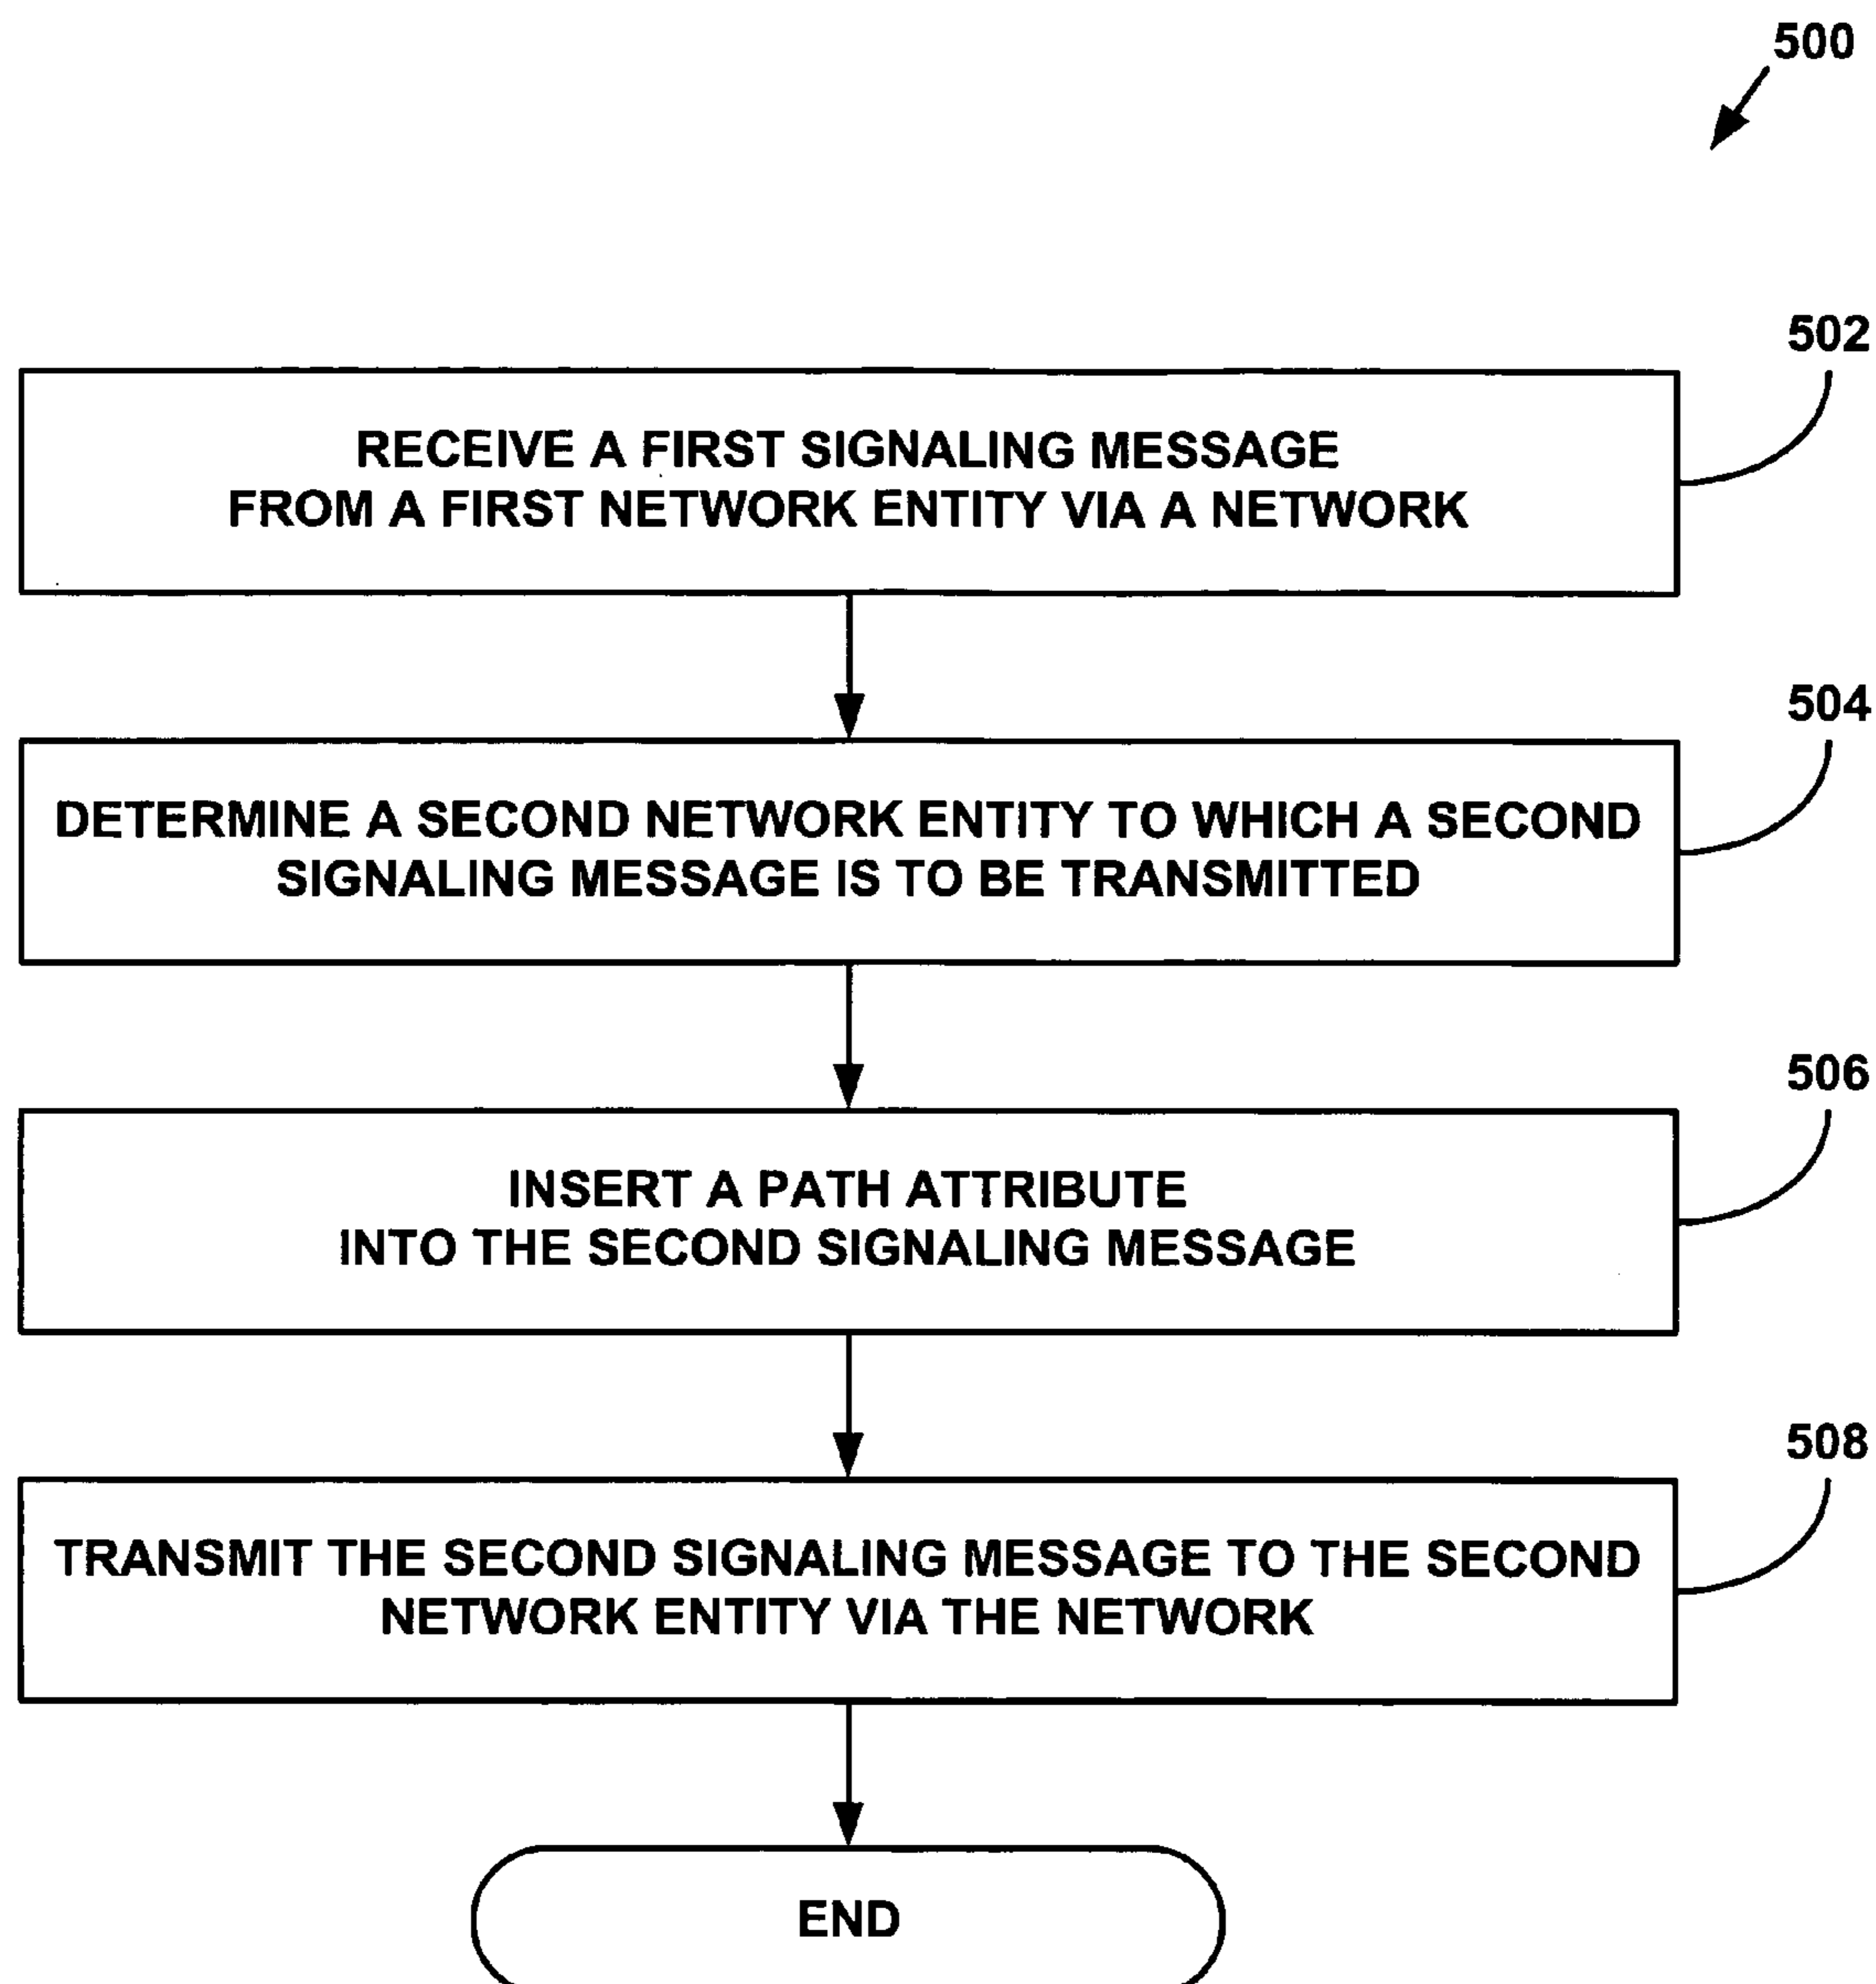 500
502
RECEIVE A FIRST SIGNALING MESSAGE
FROM A FIRST NETWORK ENTITY VIA A NETWORK
504
DETERMINE A SECOND NETWORK ENTITY TO WHICH A SECOND
SIGNALING MESSAGE IS TO BE TRANSMITTED
506
INSERT A PATH ATTRIBUTE
INTO THE SECOND SIGNALING MESSAGE
508
TRANSMIT THE SECOND SIGNALING MESSAGE TO THE SECOND
NETWORK ENTITY VIA THE NETWORK
END